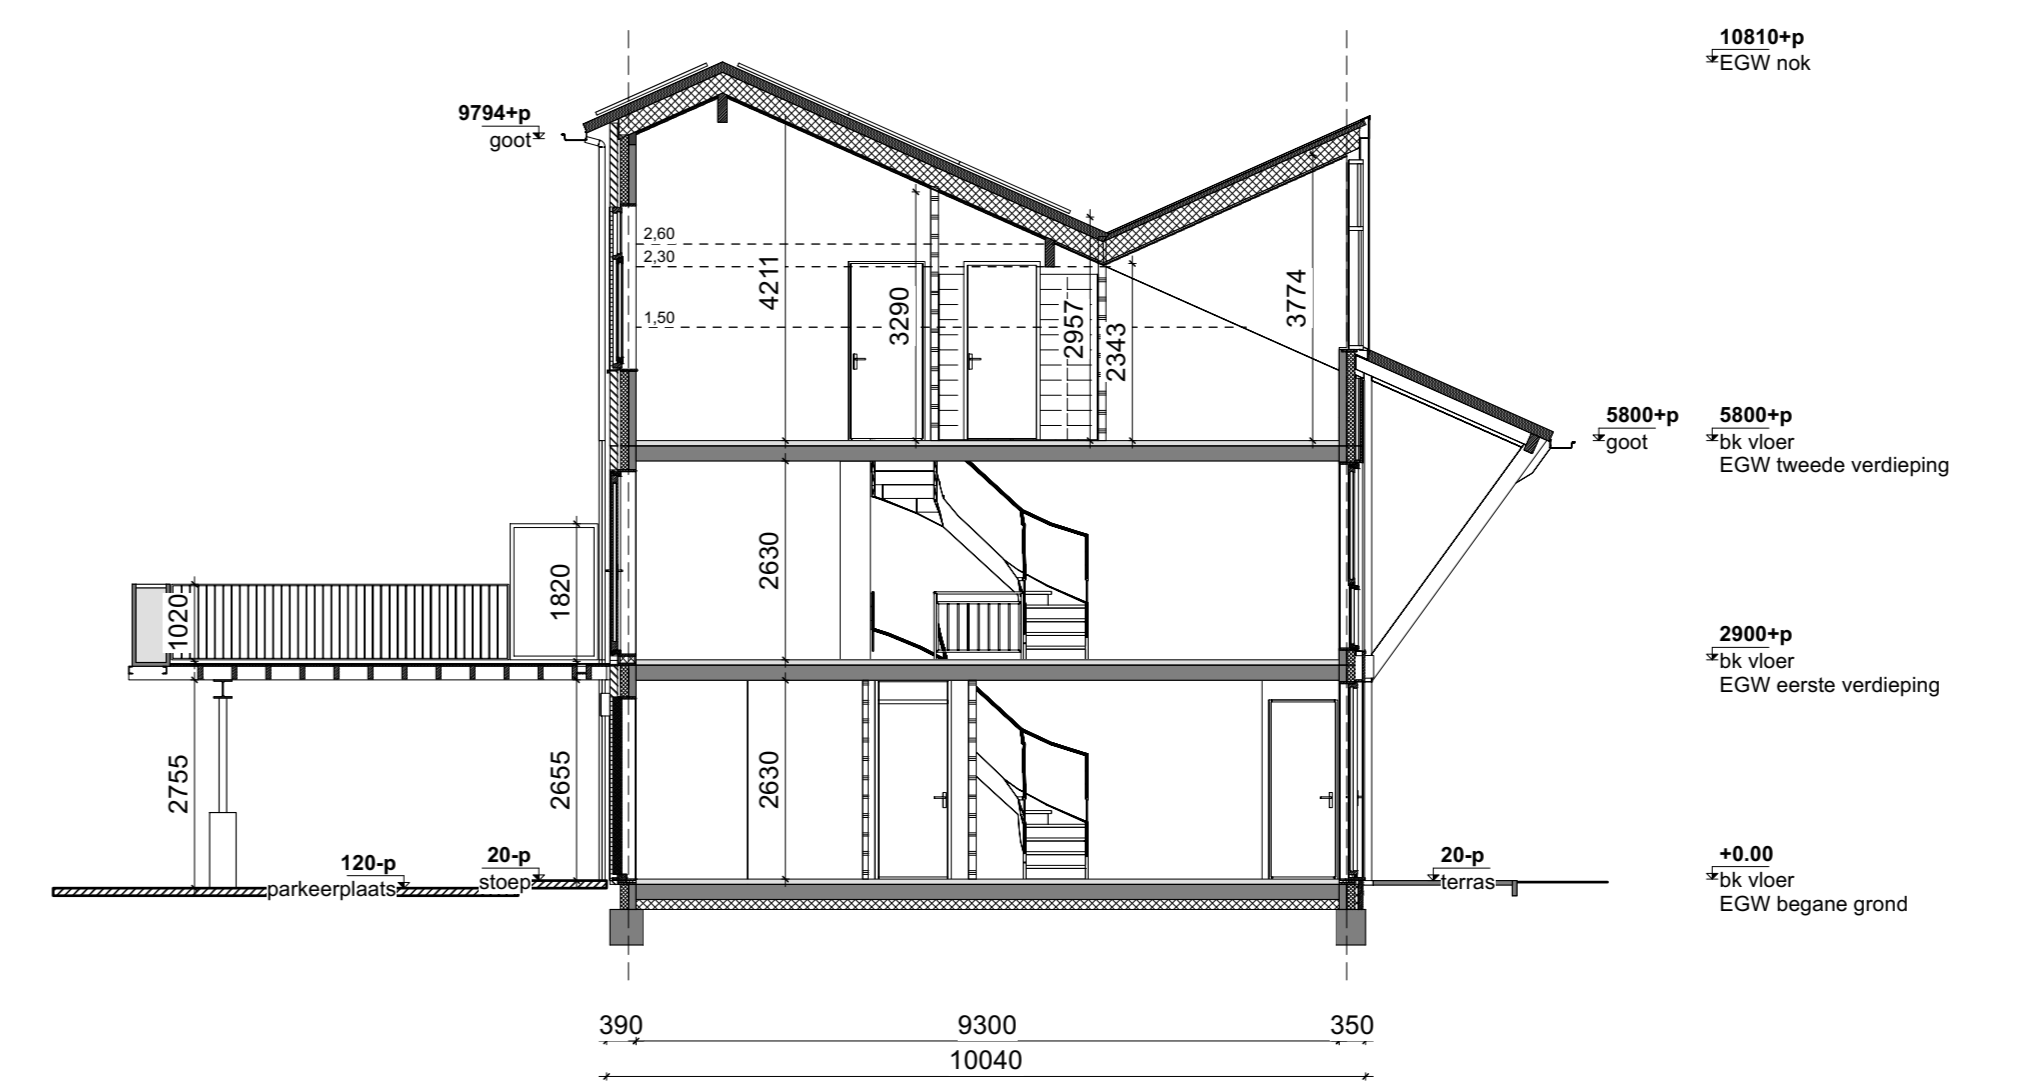 10810+p
EGW nok
9794+p
goot
2,60
2,30
1,50
4211
3290
2957
2343
3774
5800+p
goot
5800+p
bk vloer
EGW tweede verdieping
1020
1820
2630
2900+p
bk vloer
EGW eerste verdieping
2755
2655
2630
120-p
parkeerplaats
20-p
stoep
20-p
terras
+0.00
bk vloer
EGW begane grond
390
9300
350
10040